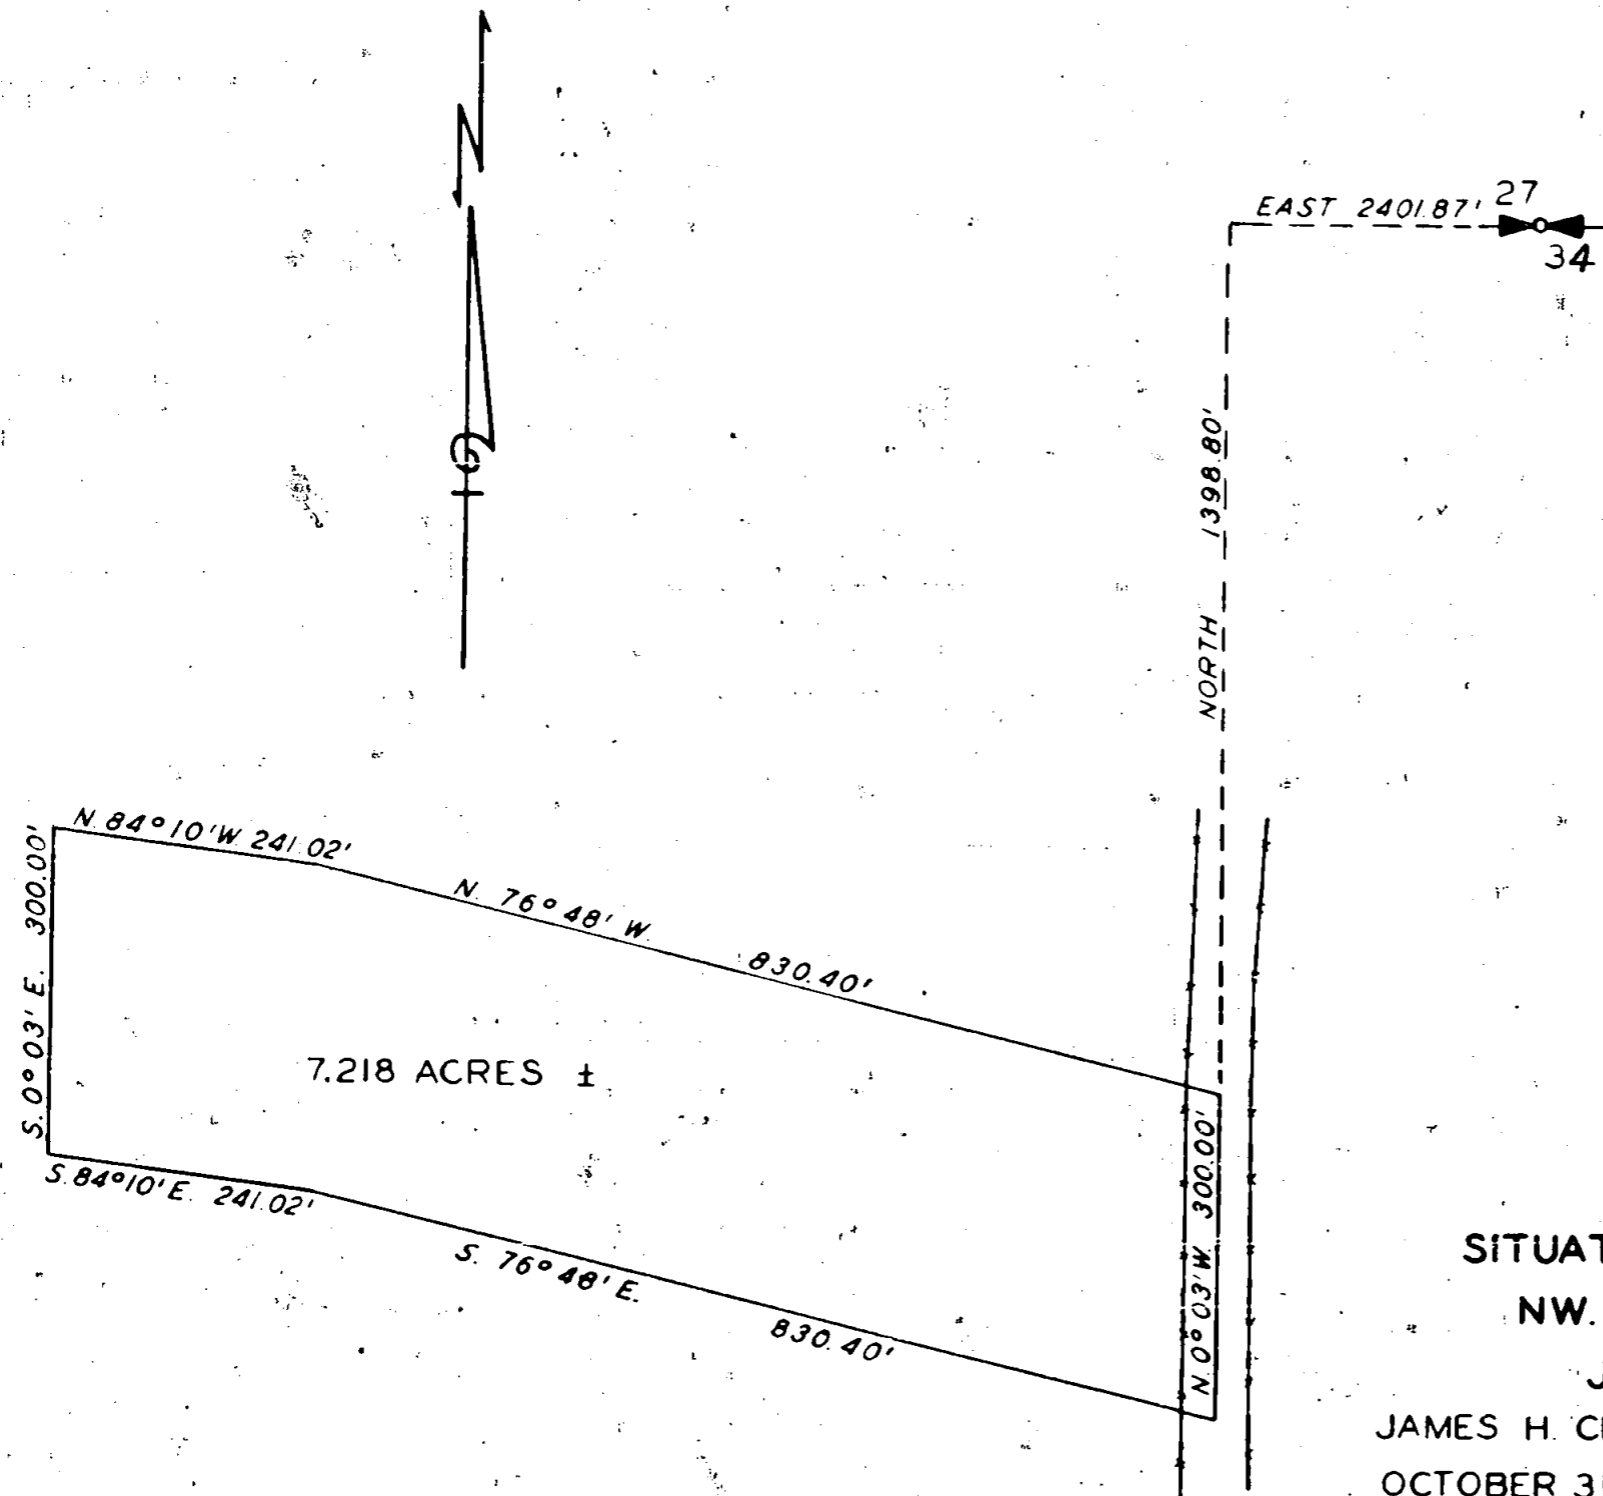 N
EAST 2401.87'
27
34
NORTH 1398.80'
N. 84°10'W. 241.02'
N. 76°48' W. 830.40'
S. 0°03' E. 300.00'
7.218 ACRES ±
N 0°03' W. 300.00'
S. 84°10' E. 241.02'
S. 76°48' E. 830.40'
SITUAT
NW.
J
JAMES H. C
OCTOBER 3